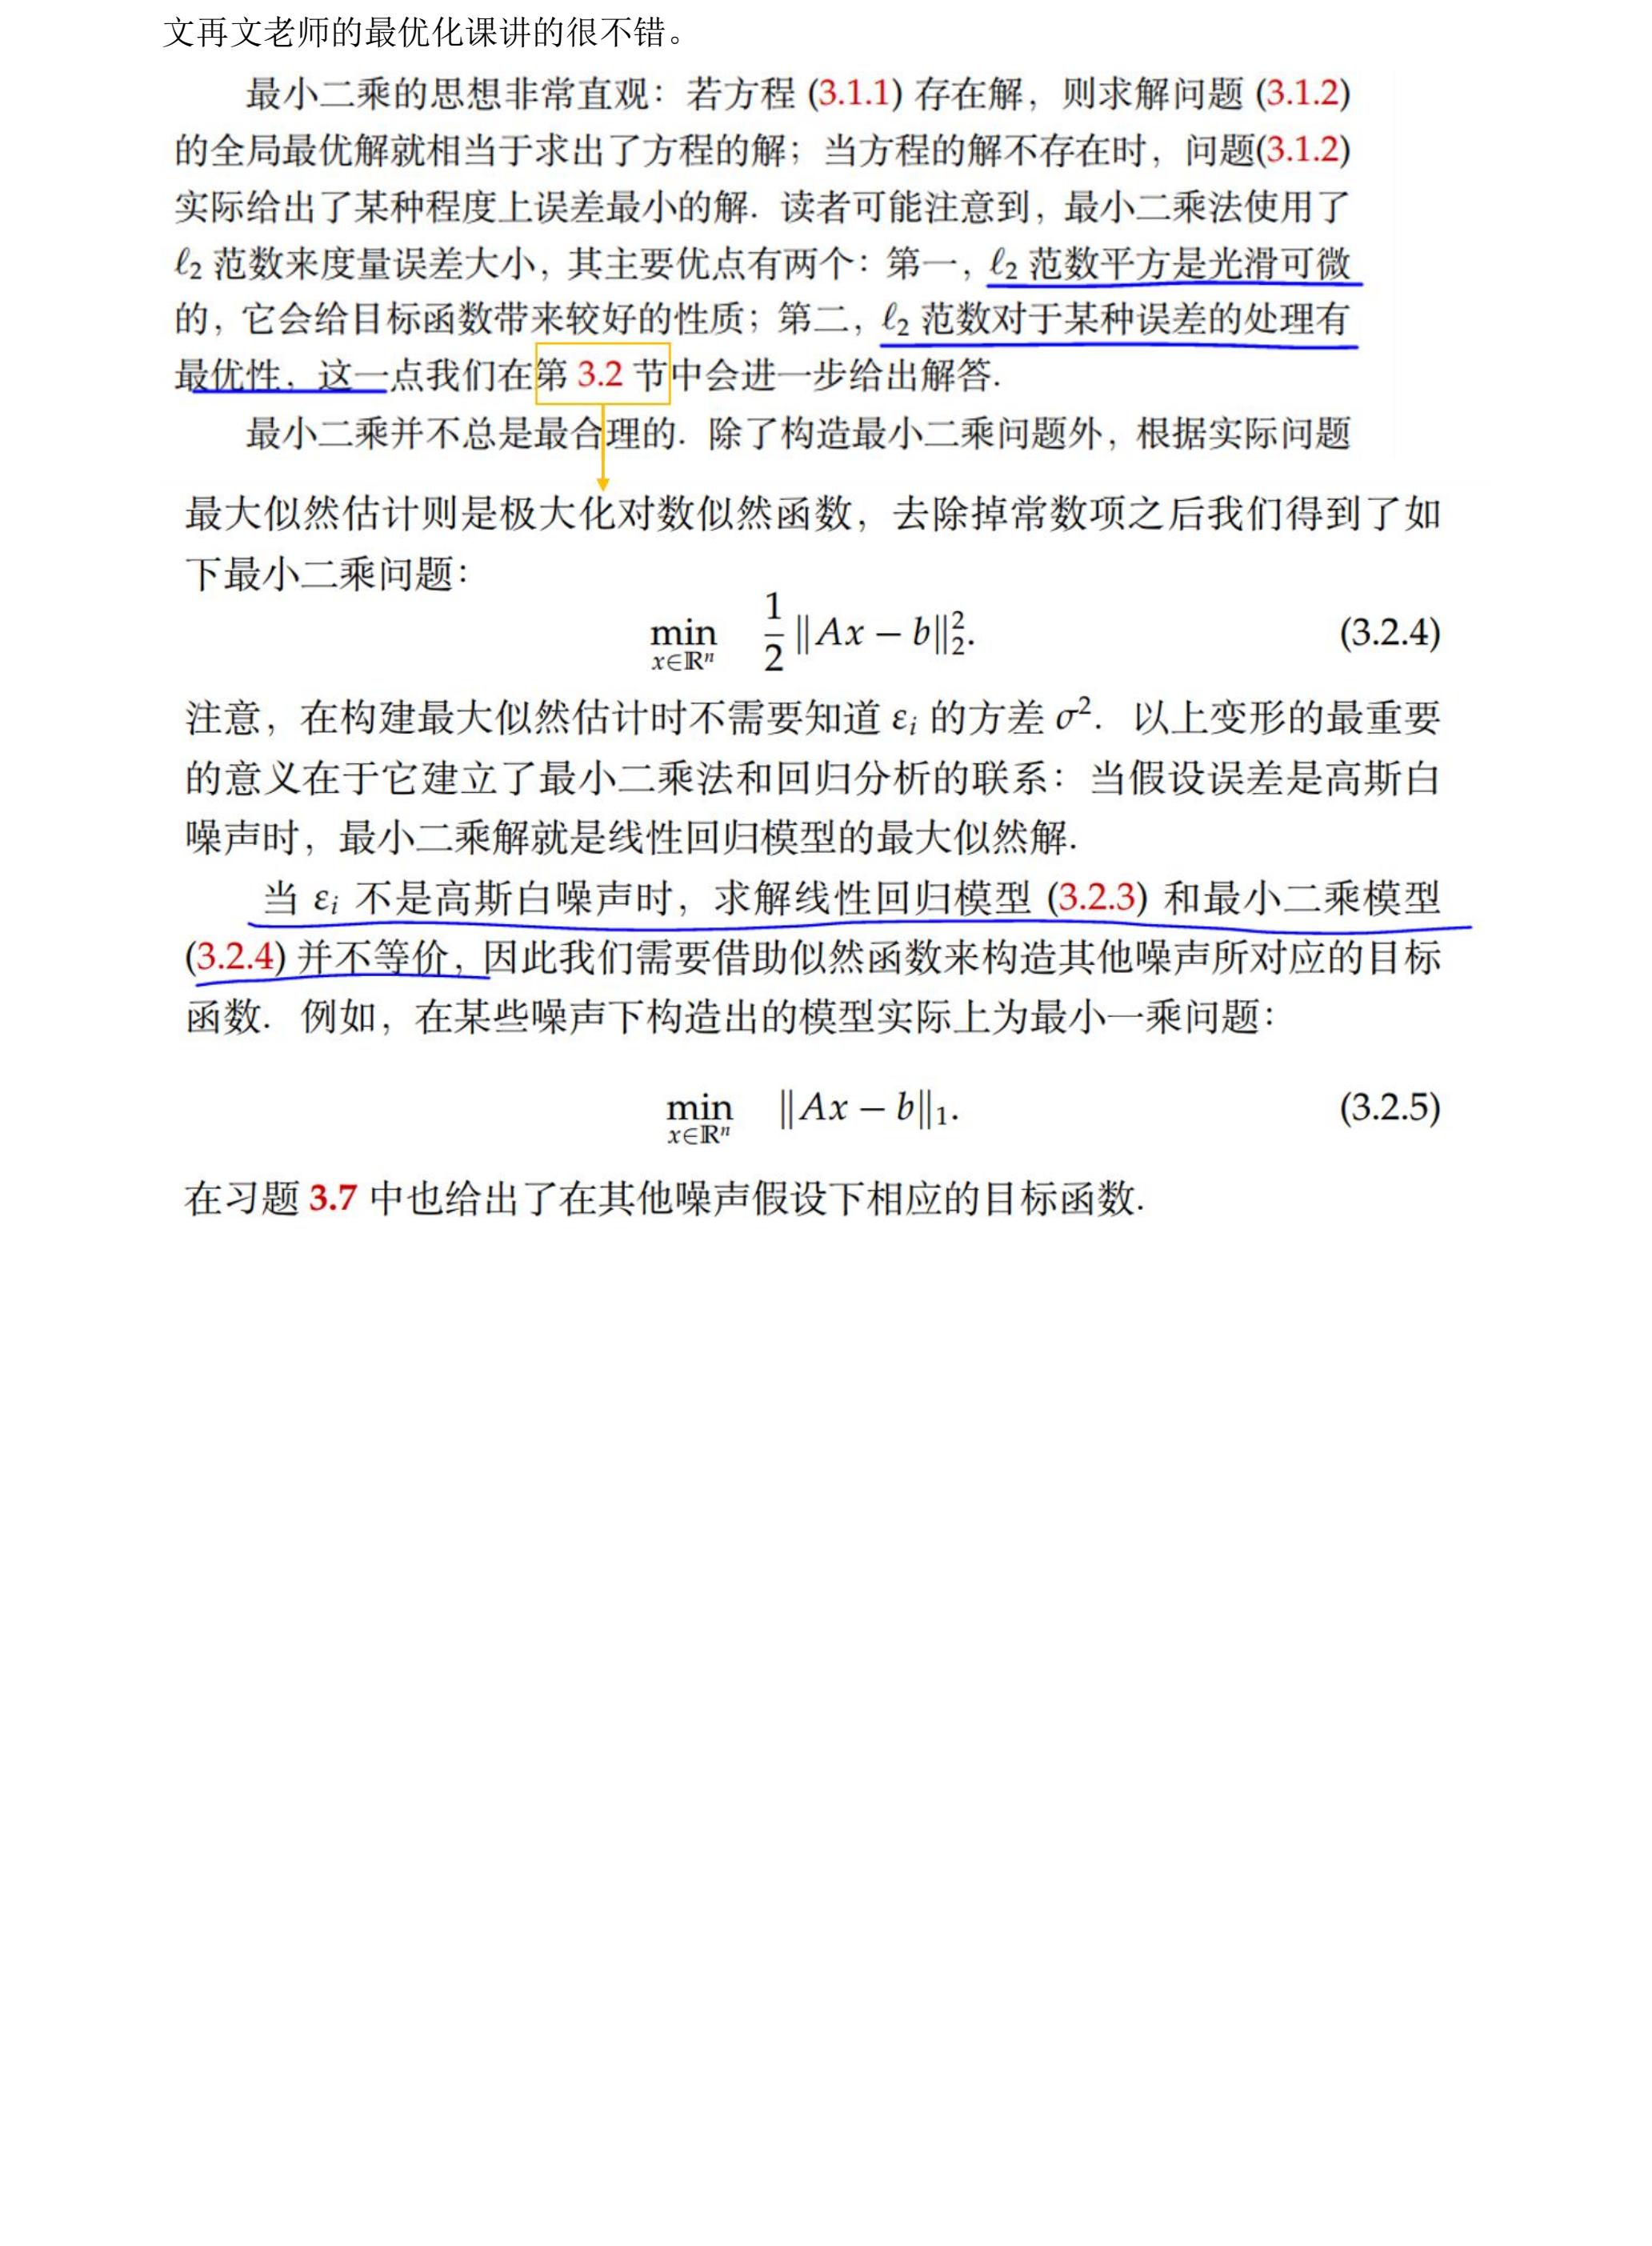 文再文老师的最优化课讲的很不错。
最小二乘的思想非常直观：若方程 (3.1.1) 存在解，则求解问题 (3.1.2)
的全局最优解就相当于求出了方程的解；当方程的解不存在时，问题(3.1.2)
实际给出了某种程度上误差最小的解. 读者可能注意到，最小二乘法使用了
ℓ₂ 范数来度量误差大小，其主要优点有两个：第一，ℓ₂ 范数平方是光滑可微
的，它会给目标函数带来较好的性质；第二，ℓ₂ 范数对于某种误差的处理有
最优性，这一点我们在第 3.2 节中会进一步给出解答.
最小二乘并不总是最合理的. 除了构造最小二乘问题外，根据实际问题
最大似然估计则是极大化对数似然函数，去除掉常数项之后我们得到了如
下最小二乘问题：
min_{x∈ℝⁿ} 1/2 ‖Ax − b‖₂². (3.2.4)
注意，在构建最大似然估计时不需要知道 εᵢ 的方差 σ². 以上变形的最重要
的意义在于它建立了最小二乘法和回归分析的联系：当假设误差是高斯白
噪声时，最小二乘解就是线性回归模型的最大似然解.
当 εᵢ 不是高斯白噪声时，求解线性回归模型 (3.2.3) 和最小二乘模型
(3.2.4) 并不等价，因此我们需要借助似然函数来构造其他噪声所对应的目标
函数. 例如，在某些噪声下构造出的模型实际上为最小一乘问题：
min_{x∈ℝⁿ} ‖Ax − b‖₁. (3.2.5)
在习题 3.7 中也给出了在其他噪声假设下相应的目标函数.